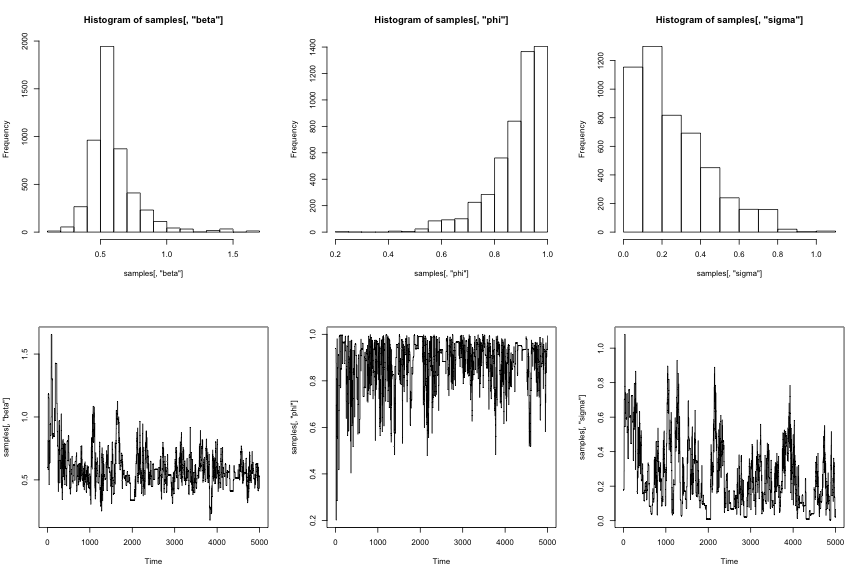 Histogram of samples[, "beta"]
Frequency
0 500 1000 1500 2000
0.5 1.0 1.5
samples[, "beta"]
Histogram of samples[, "phi"]
Frequency
0 200 400 600 800 1000 1200 1400
0.2 0.4 0.6 0.8 1.0
samples[, "phi"]
Histogram of samples[, "sigma"]
Frequency
0 200 400 600 800 1000 1200
0.0 0.2 0.4 0.6 0.8 1.0
samples[, "sigma"]
samples[, "beta"]
0.5 1.0 1.5
0 1000 2000 3000 4000 5000
Time
samples[, "phi"]
0.2 0.4 0.6 0.8 1.0
0 1000 2000 3000 4000 5000
Time
samples[, "sigma"]
0.0 0.2 0.4 0.6 0.8 1.0
0 1000 2000 3000 4000 5000
Time